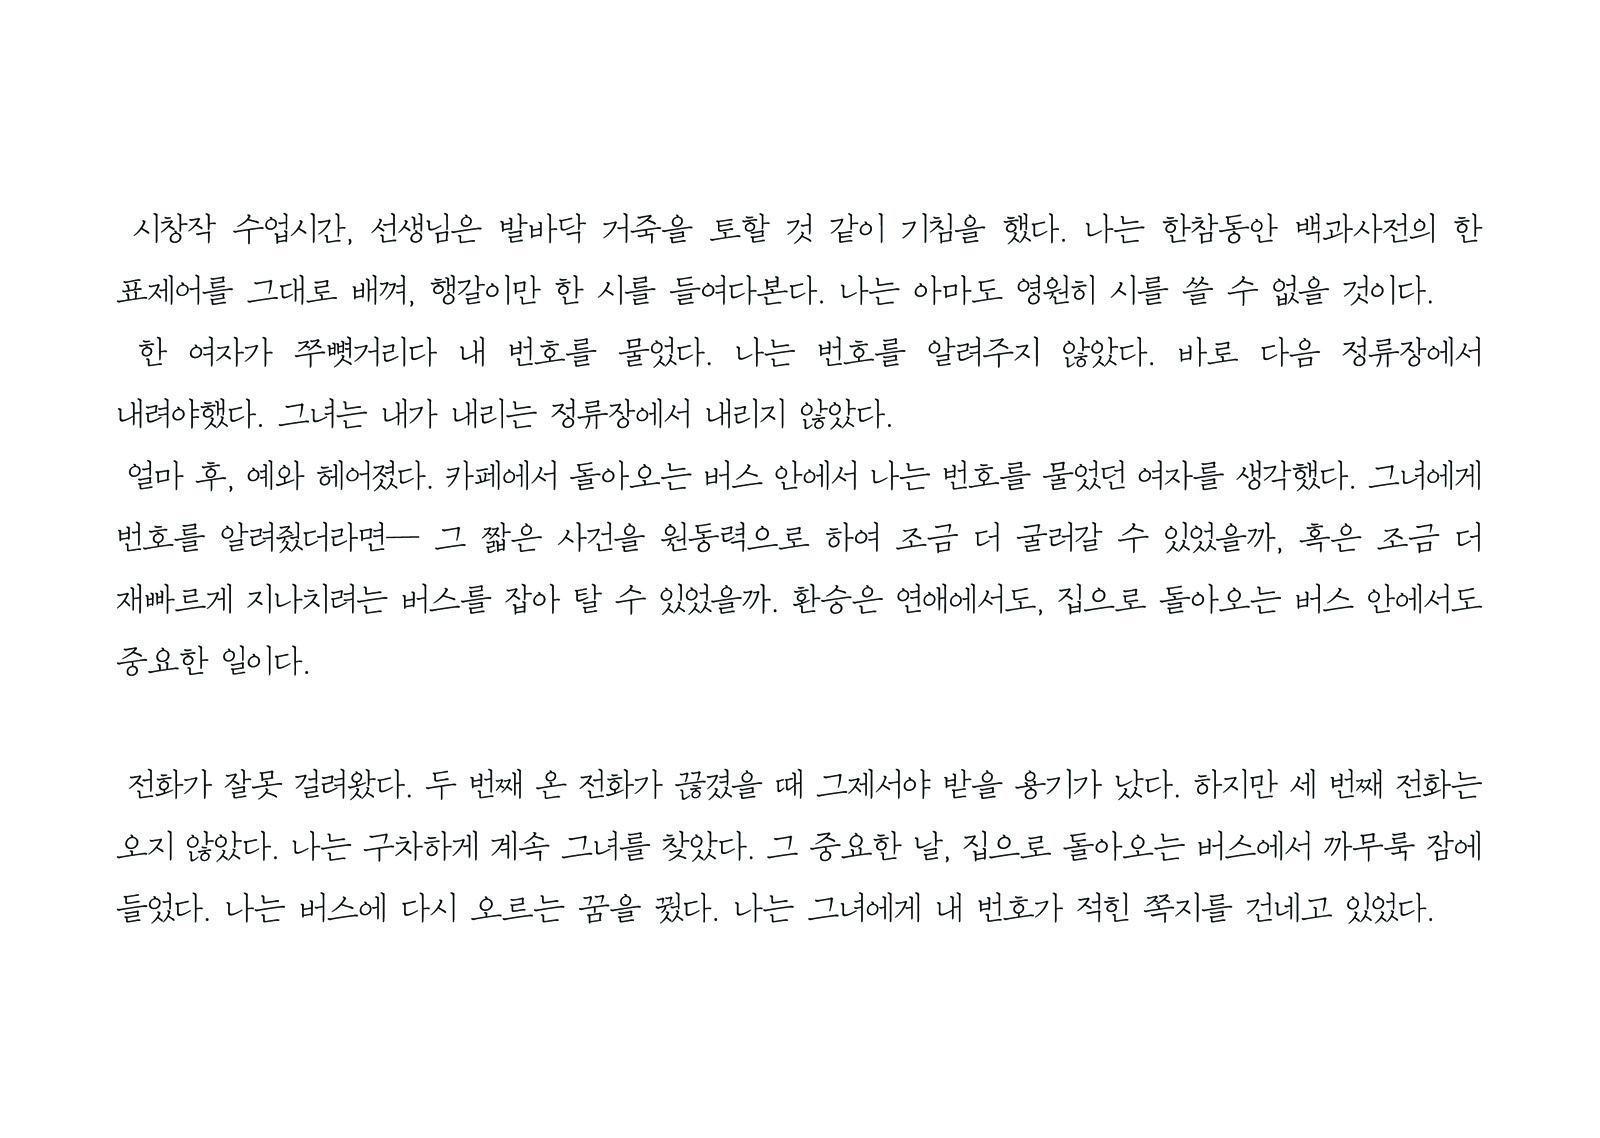 시창작 수업시간, 선생님은 발바닥 거죽을 토할 것 같이 기침을 했다. 나는 한참동안 백과사전의 한
표제어를 그대로 배껴, 행갈이만 한 시를 들여다본다. 나는 아마도 영원히 시를 쓸 수 없을 것이다.
한 여자가 쭈뼛거리다 내 번호를 물었다. 나는 번호를 알려주지 않았다. 바로 다음 정류장에서
내려야했다. 그녀는 내가 내리는 정류장에서 내리지 않았다.
얼마 후, 예와 헤어졌다. 카페에서 돌아오는 버스 안에서 나는 번호를 물었던 여자를 생각했다. 그녀에게
번호를 알려줬더라면── 그 짧은 사건을 원동력으로 하여 조금 더 굴러갈 수 있었을까, 혹은 조금 더
재빠르게 지나치려는 버스를 잡아 탈 수 있었을까. 환승은 연애에서도, 집으로 돌아오는 버스 안에서도
중요한 일이다.
전화가 잘못 걸려왔다. 두 번째 온 전화가 끊겼을 때 그제서야 받을 용기가 났다. 하지만 세 번째 전화는
오지 않았다. 나는 구차하게 계속 그녀를 찾았다. 그 중요한 날, 집으로 돌아오는 버스에서 까무룩 잠에
들었다. 나는 버스에 다시 오르는 꿈을 꿨다. 나는 그녀에게 내 번호가 적힌 쪽지를 건네고 있었다.